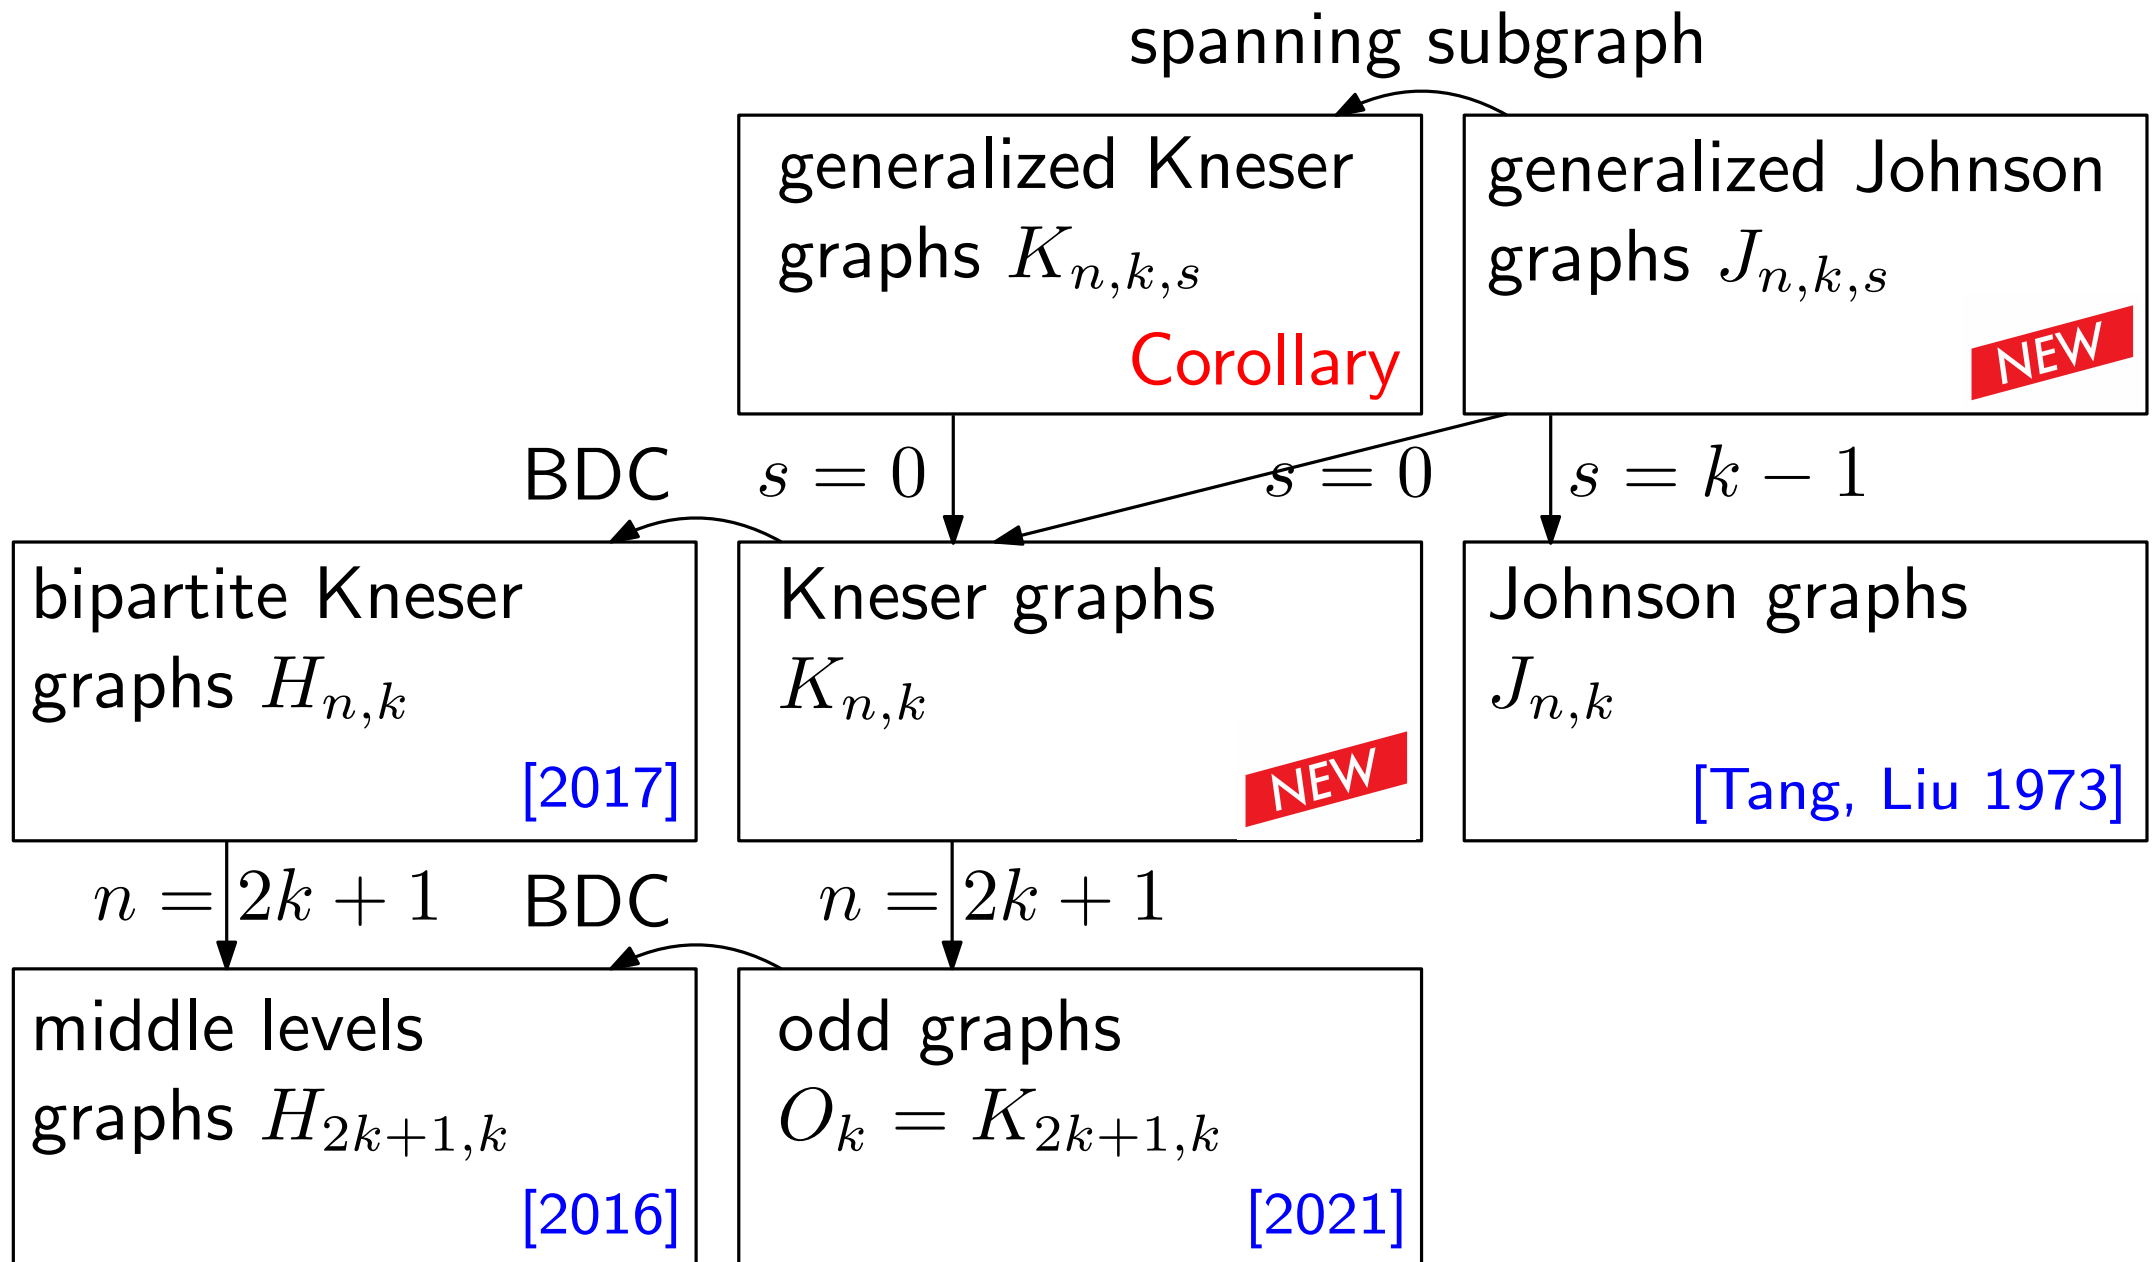 spanning subgraph
generalized Kneser
graphs K_{n,k,s}
Corollary
generalized Johnson
graphs J_{n,k,s}
NEW
BDC
s = 0
s = 0
s = k − 1
bipartite Kneser
graphs H_{n,k}
[2017]
Kneser graphs
K_{n,k}
NEW
Johnson graphs
J_{n,k}
[Tang, Liu 1973]
n = 2k + 1
BDC
n = 2k + 1
middle levels
graphs H_{2k+1,k}
[2016]
odd graphs
O_k = K_{2k+1,k}
[2021]